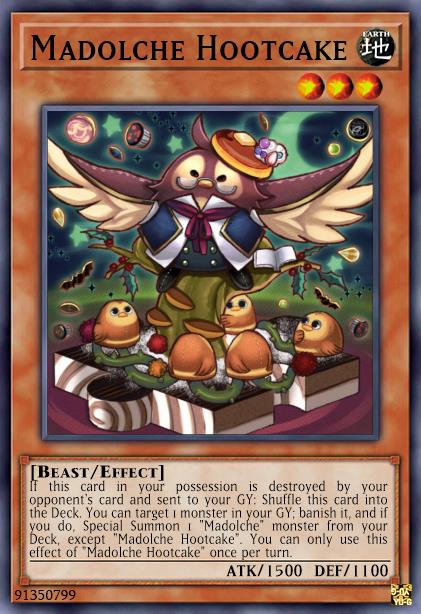 MADOLCHE HOOTCAKE
EARTH
地
[BEAST/EFFECT]
If this card in your possession is destroyed by your
opponent's card and sent to your GY: Shuffle this card into
the Deck. You can target 1 monster in your GY; banish it, and if
you do, Special Summon 1 "Madolche" monster from your
Deck, except "Madolche Hootcake". You can only use this
effect of "Madolche Hootcake" once per turn.
ATK/1500 DEF/1100
91350799